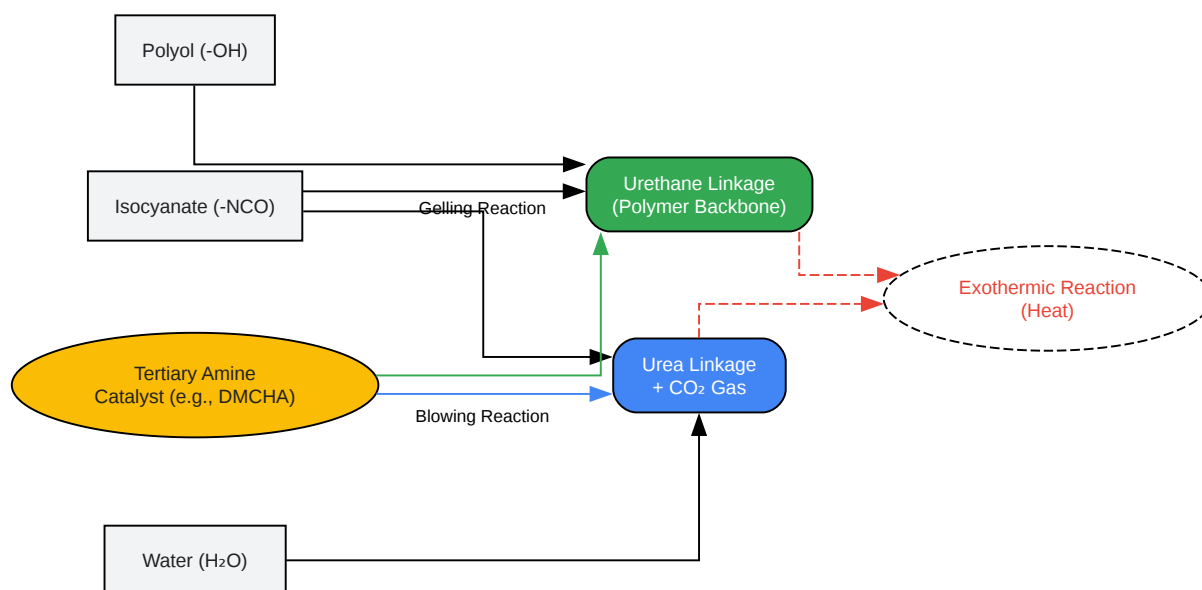 Polyol (-OH)
Urethane Linkage
(Polymer Backbone)
Isocyanate (-NCO)
Gelling Reaction
Exothermic Reaction
(Heat)
Tertiary Amine
Catalyst (e.g., DMCHA)
Urea Linkage
+ CO₂ Gas
Blowing Reaction
Water (H₂O)